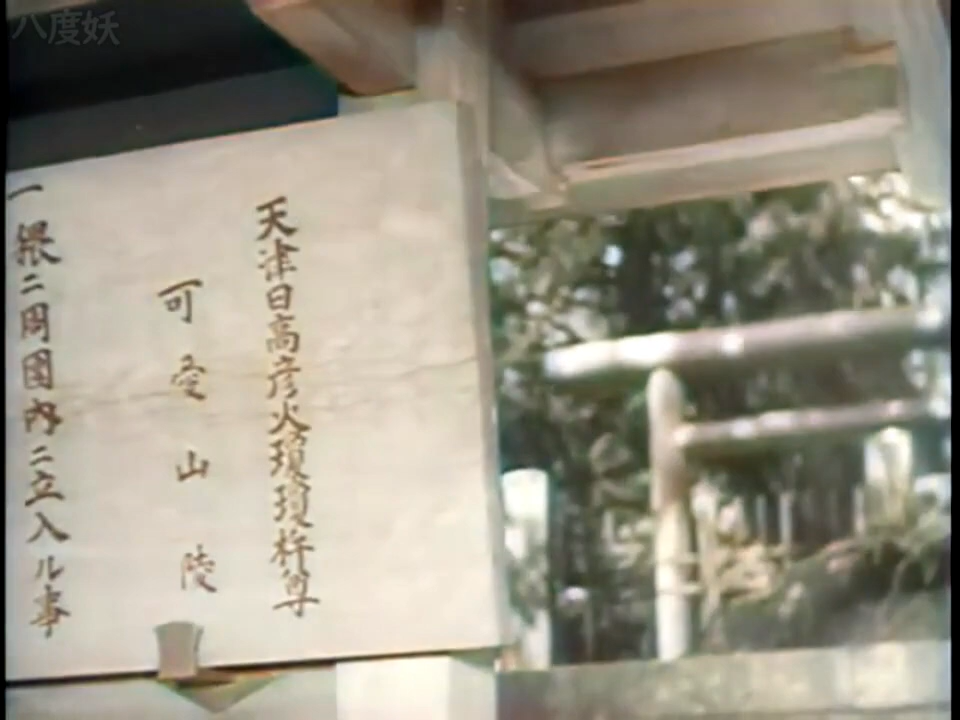 八度妖
天津日高彦火瓊瓊杵尊
可愛山陵
一猥ニ周囲内ニ立入ル事